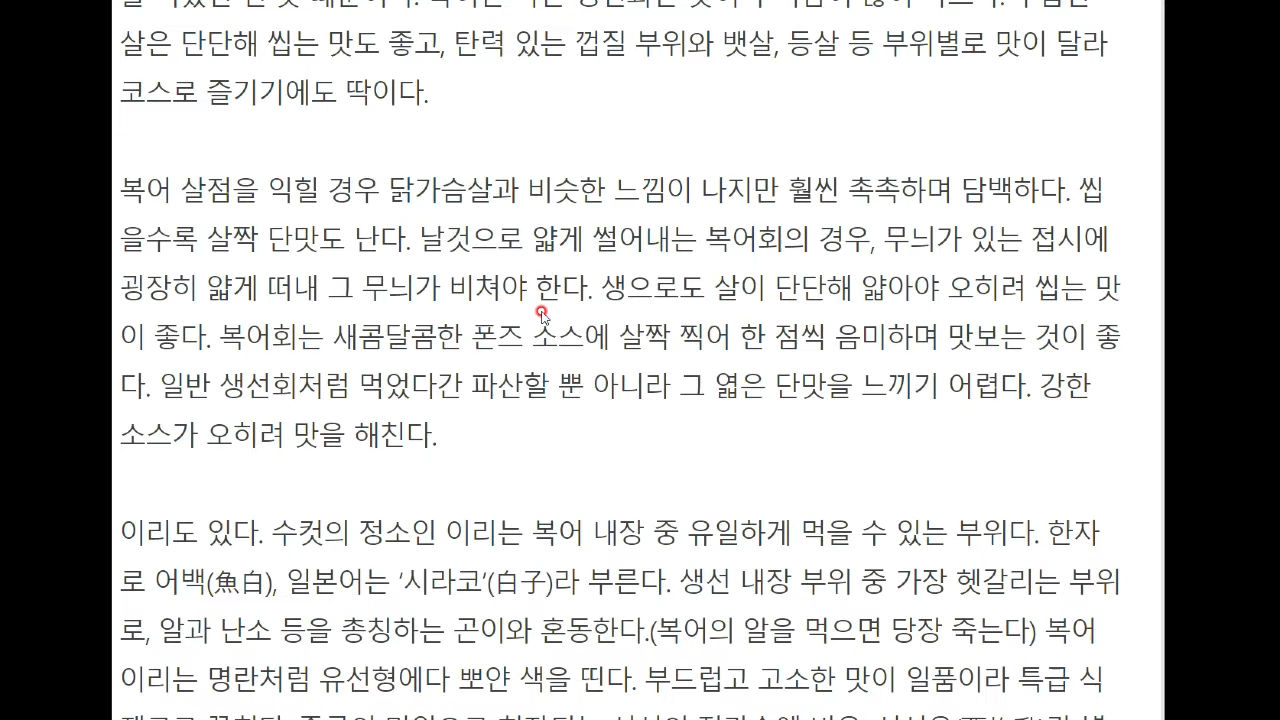 살은 단단해 씹는 맛도 좋고, 탄력 있는 껍질 부위와 뱃살, 등살 등 부위별로 맛이 달라
코스로 즐기기에도 딱이다.
복어 살점을 익힐 경우 닭가슴살과 비슷한 느낌이 나지만 훨씬 촉촉하며 담백하다. 씹
을수록 살짝 단맛도 난다. 날것으로 얇게 썰어내는 복어회의 경우, 무늬가 있는 접시에
굉장히 얇게 떠내 그 무늬가 비쳐야 한다. 생으로도 살이 단단해 얇아야 오히려 씹는 맛
이 좋다. 복어회는 새콤달콤한 폰즈 소스에 살짝 찍어 한 점씩 음미하며 맛보는 것이 좋
다. 일반 생선회처럼 먹었다간 파산할 뿐 아니라 그 엷은 단맛을 느끼기 어렵다. 강한
소스가 오히려 맛을 해친다.
이리도 있다. 수컷의 정소인 이리는 복어 내장 중 유일하게 먹을 수 있는 부위다. 한자
로 어백(魚白), 일본어는 ‘시라코’(白子)라 부른다. 생선 내장 부위 중 가장 헷갈리는 부위
로, 알과 난소 등을 총칭하는 곤이와 혼동한다.(복어의 알을 먹으면 당장 죽는다) 복어
이리는 명란처럼 유선형에다 뽀얀 색을 띤다. 부드럽고 고소한 맛이 일품이라 특급 식